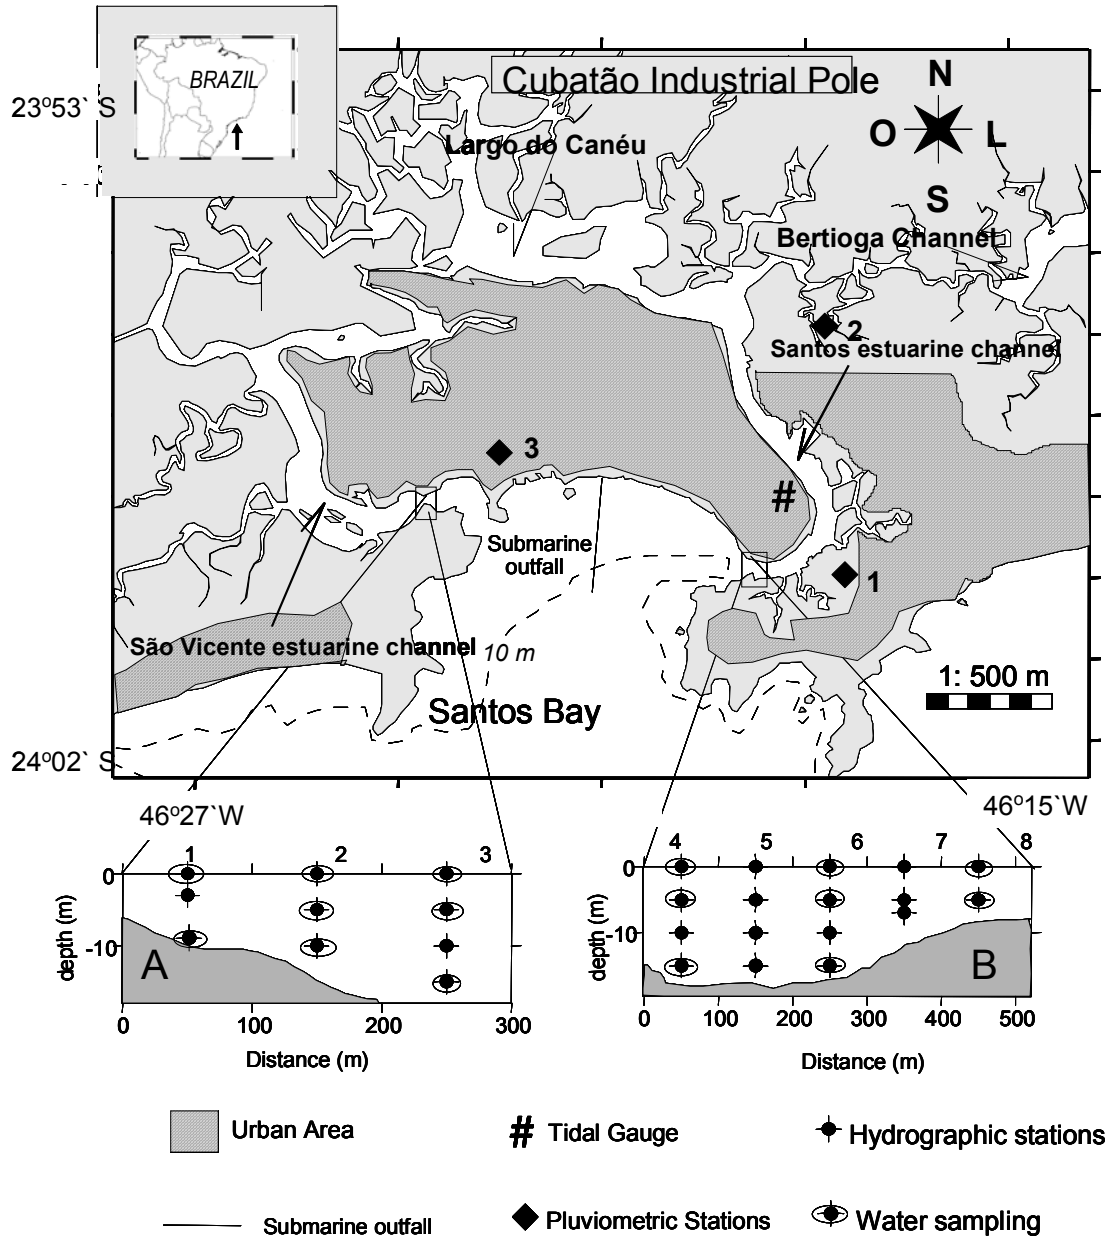 BRAZIL
Cubatão Industrial Pole
N
23º53` S
O
L
Largo do Canéu
S
Bertioga Channel
2
Santos estuarine channel
3
#
Submarine
outfall
1
São Vicente estuarine channel
10 m
1: 500 m
Santos Bay
24º02` S
46º27`W
46º15`W
1 2 3
4 5 6 7 8
0
-10
depth (m)
A
0 100 200 300
Distance (m)
0
-10
depth (m)
B
0 100 200 300 400 500
Distance (m)
Urban Area
# Tidal Gauge
Hydrographic stations
Submarine outfall
Pluviometric Stations
Water sampling